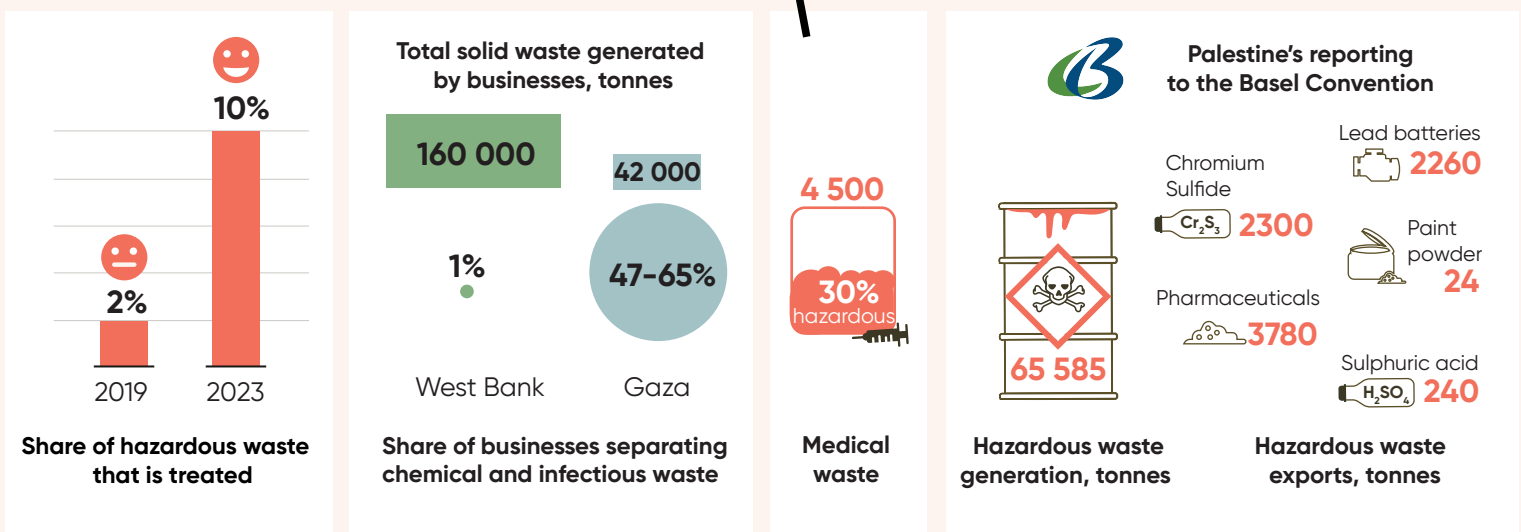 10%
2%
2019
2023
Share of hazardous waste
that is treated
Total solid waste generated
by businesses, tonnes
160 000
42 000
1%
47-65%
West Bank
Gaza
Share of businesses separating
chemical and infectious waste
4 500
30%
hazardous
Medical
waste
Palestine’s reporting
to the Basel Convention
65 585
Hazardous waste
generation, tonnes
Lead batteries
2260
Chromium
Sulfide
Cr₂S₃
2300
Paint
powder
24
Pharmaceuticals
3780
Sulphuric acid
H₂SO₄
240
Hazardous waste
exports, tonnes